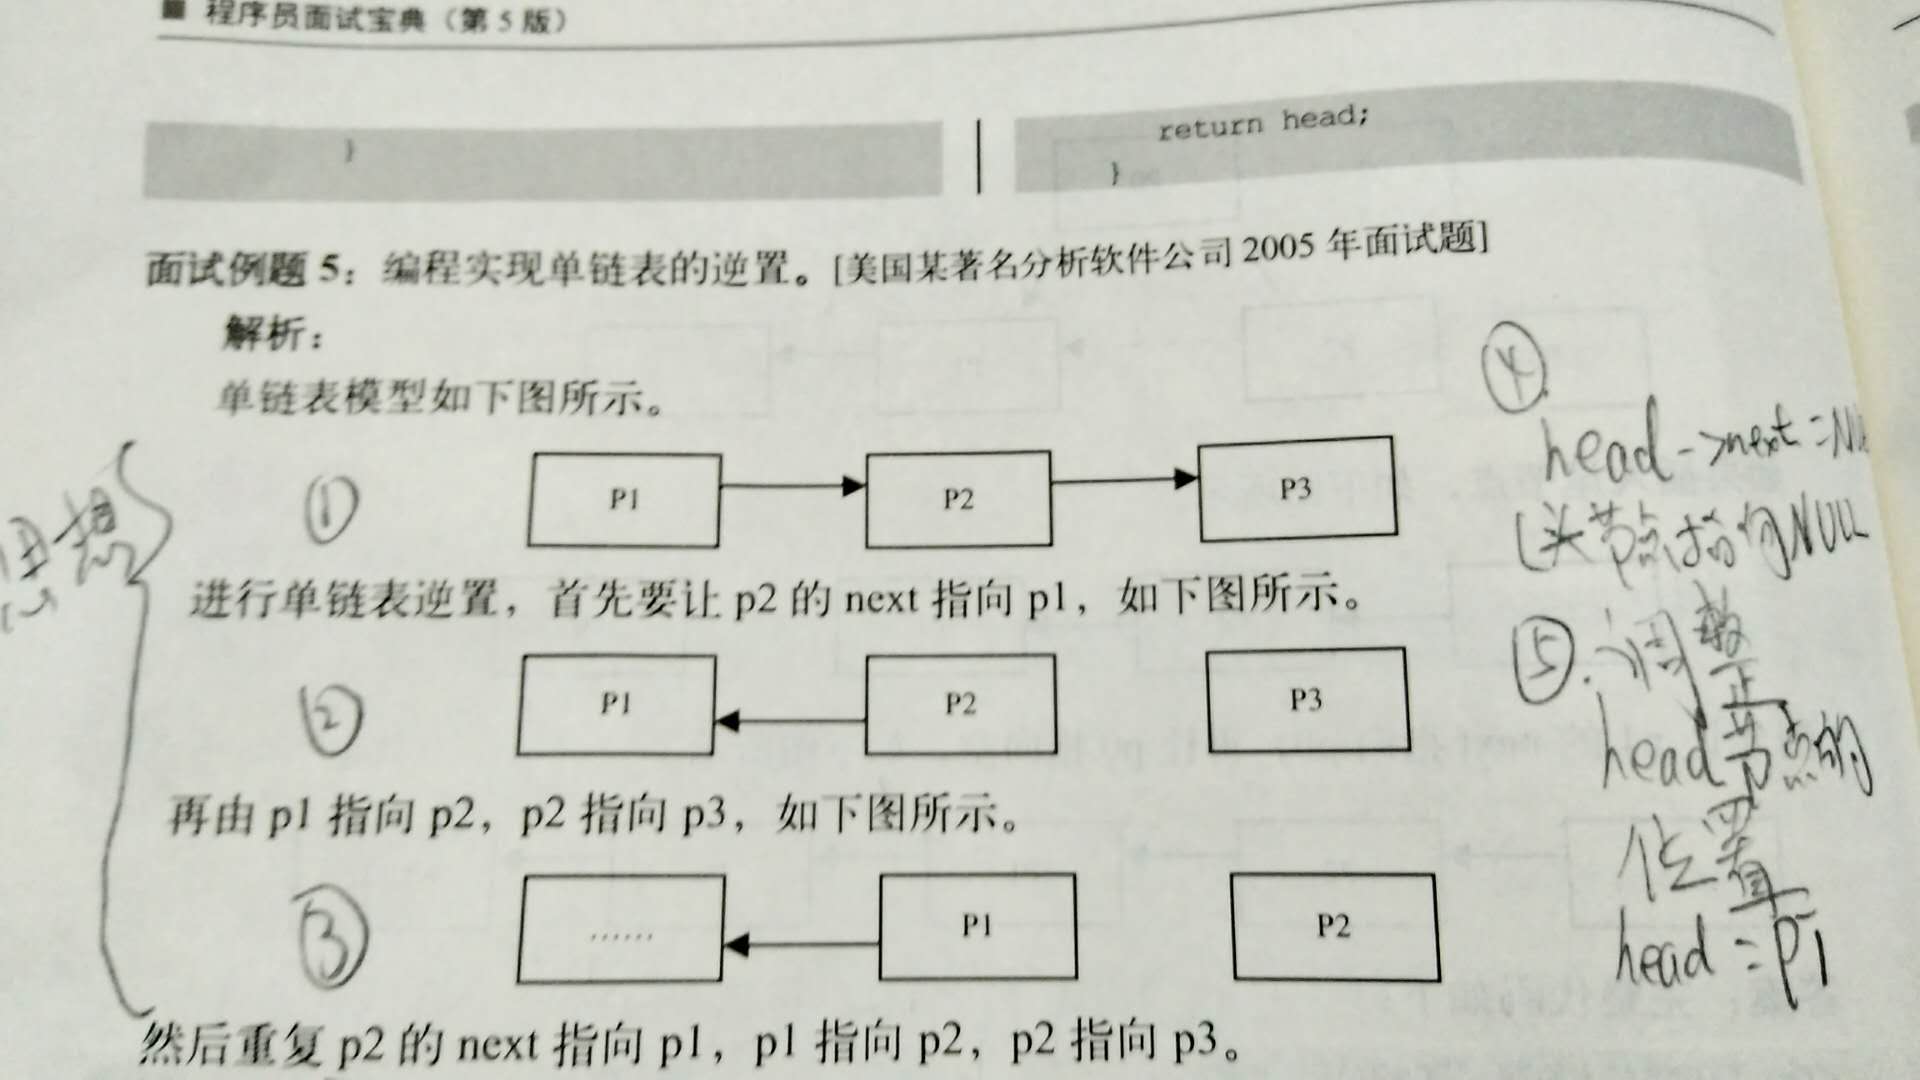 ■ 程序员面试宝典（第 5 版）
}
return head;
}
面试例题 5：编程实现单链表的逆置。[美国某著名分析软件公司 2005 年面试题]
解析：
单链表模型如下图所示。
① P1 P2 P3
进行单链表逆置，首先要让 p2 的 next 指向 p1，如下图所示。
② P1 P2 P3
再由 p1 指向 p2，p2 指向 p3，如下图所示。
③ …… P1 P2
然后重复 p2 的 next 指向 p1，p1 指向 p2，p2 指向 p3。
思想
④
head->next=
(头节点指向NULL
⑤.调整
head节点的
位置
head=p1